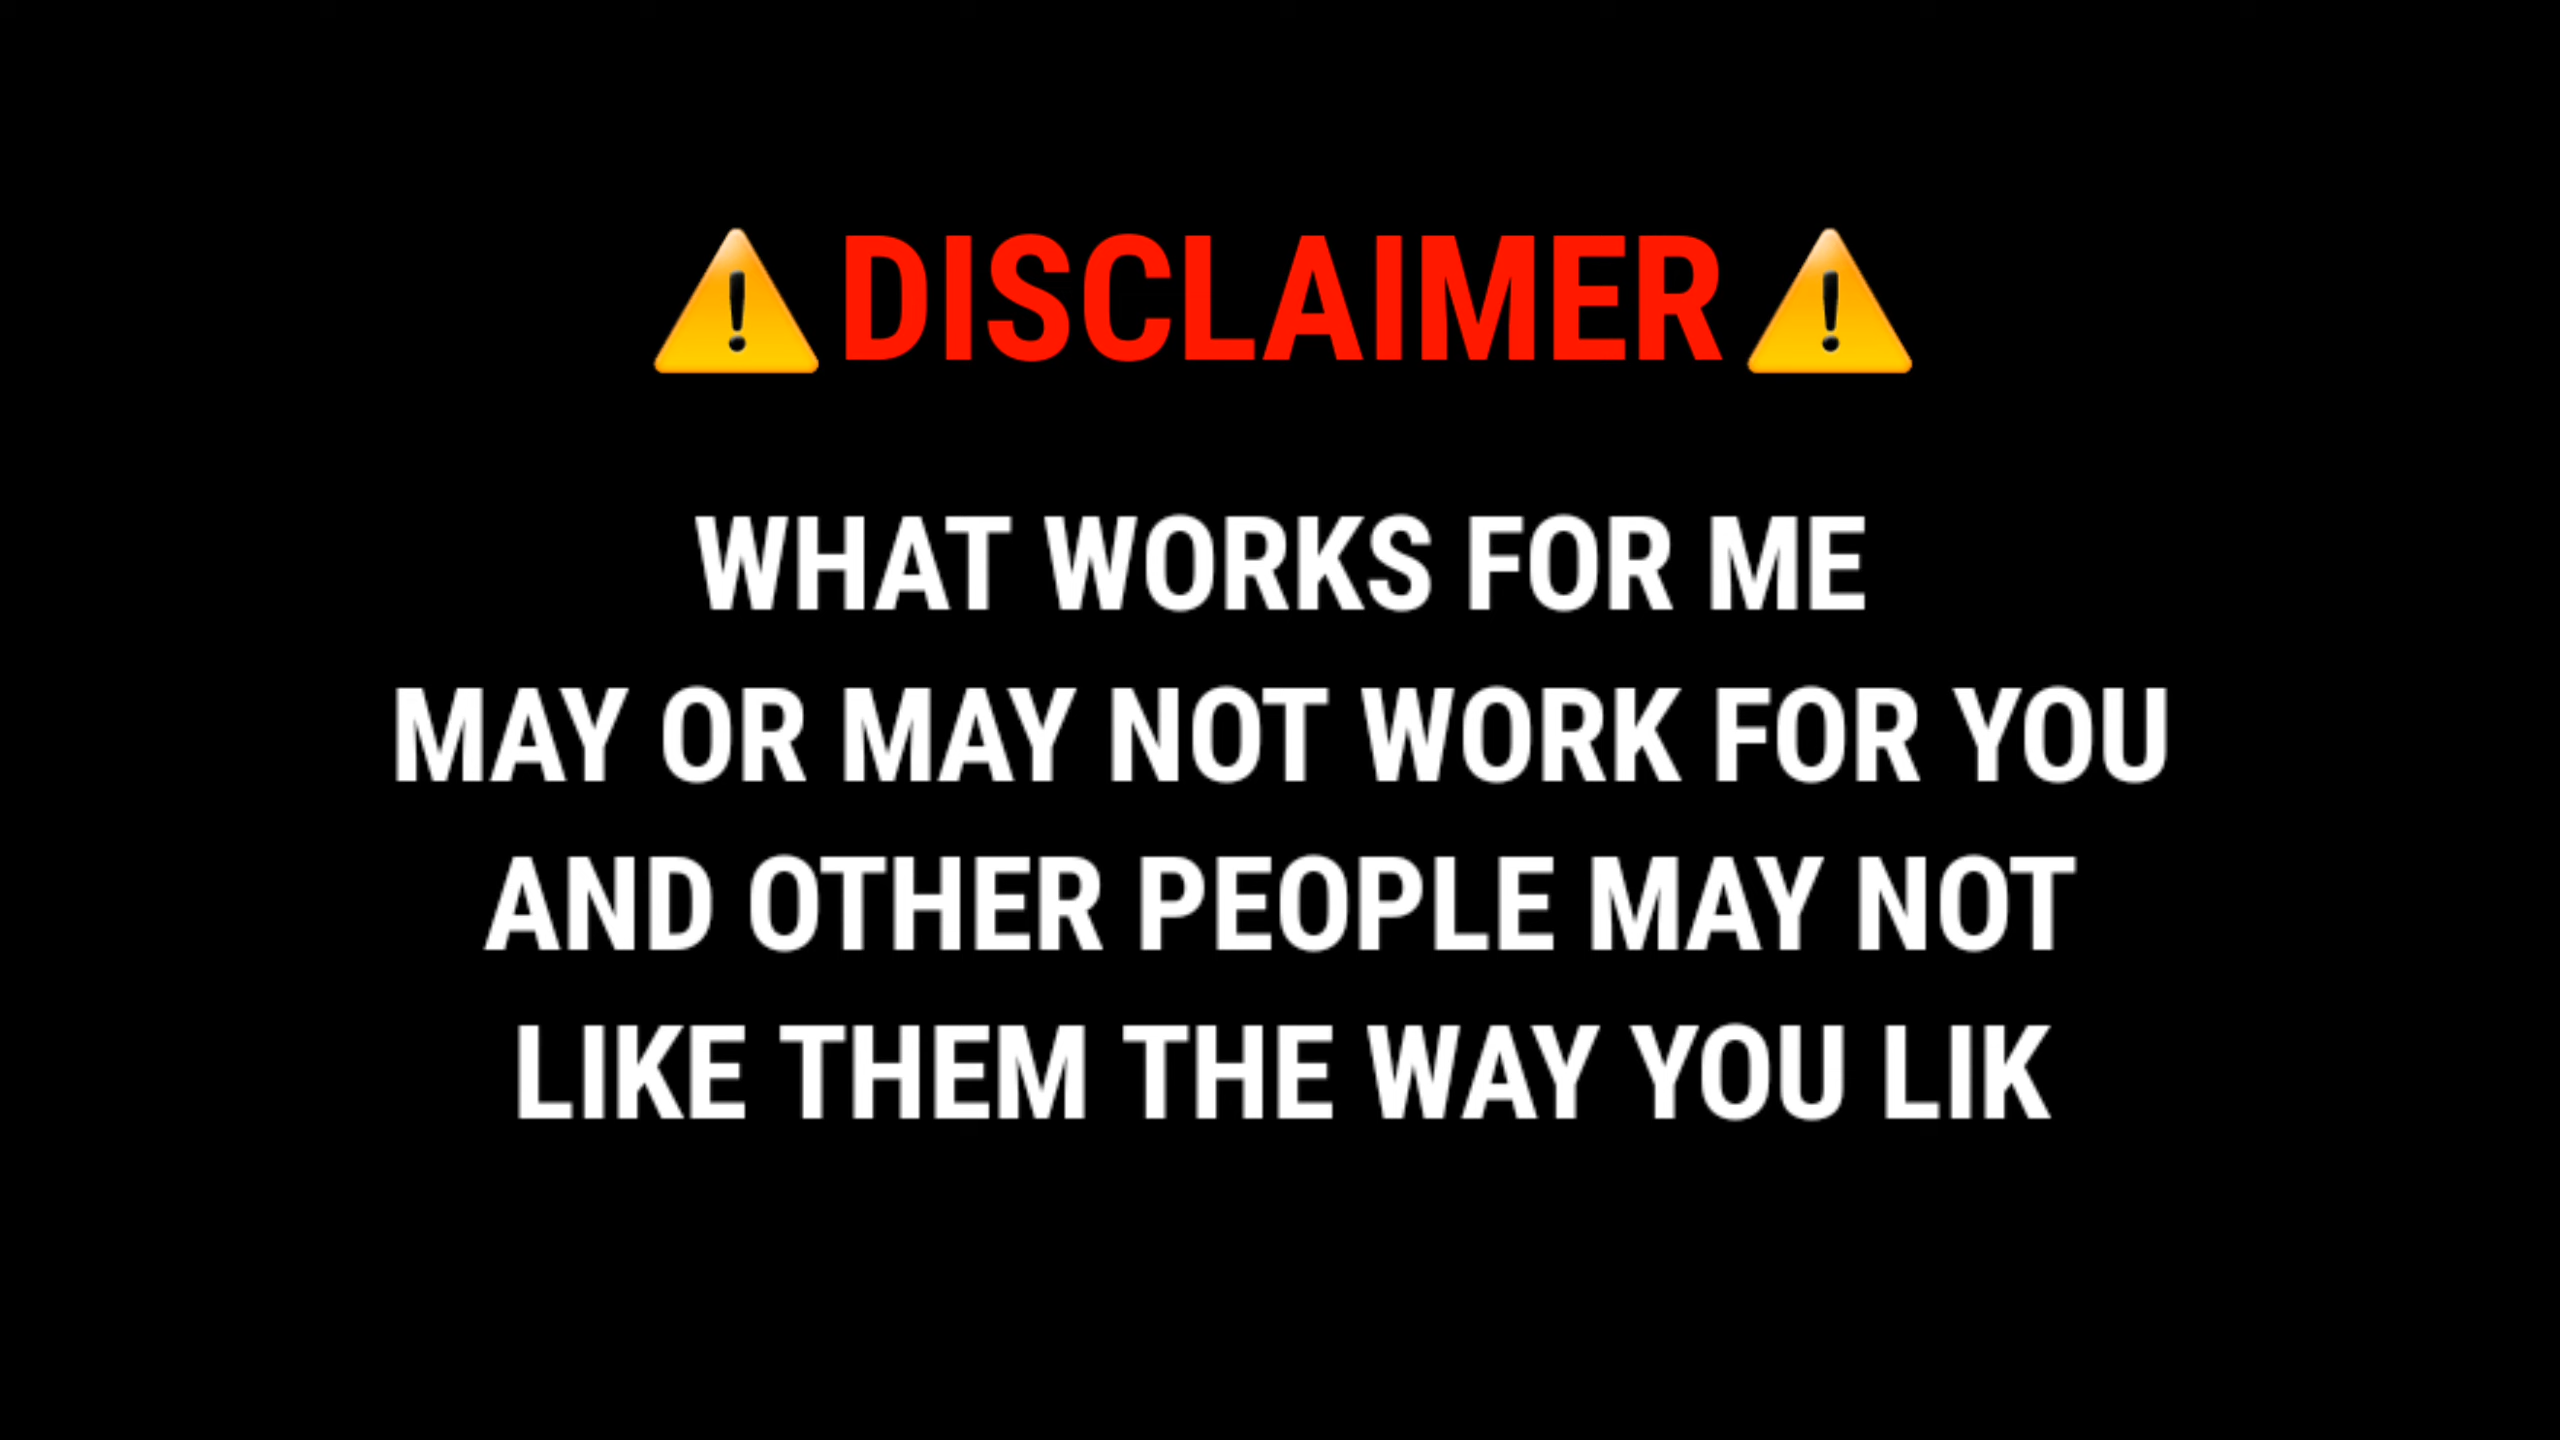 ⚠️DISCLAIMER⚠️
WHAT WORKS FOR ME
MAY OR MAY NOT WORK FOR YOU
AND OTHER PEOPLE MAY NOT
LIKE THEM THE WAY YOU LIK